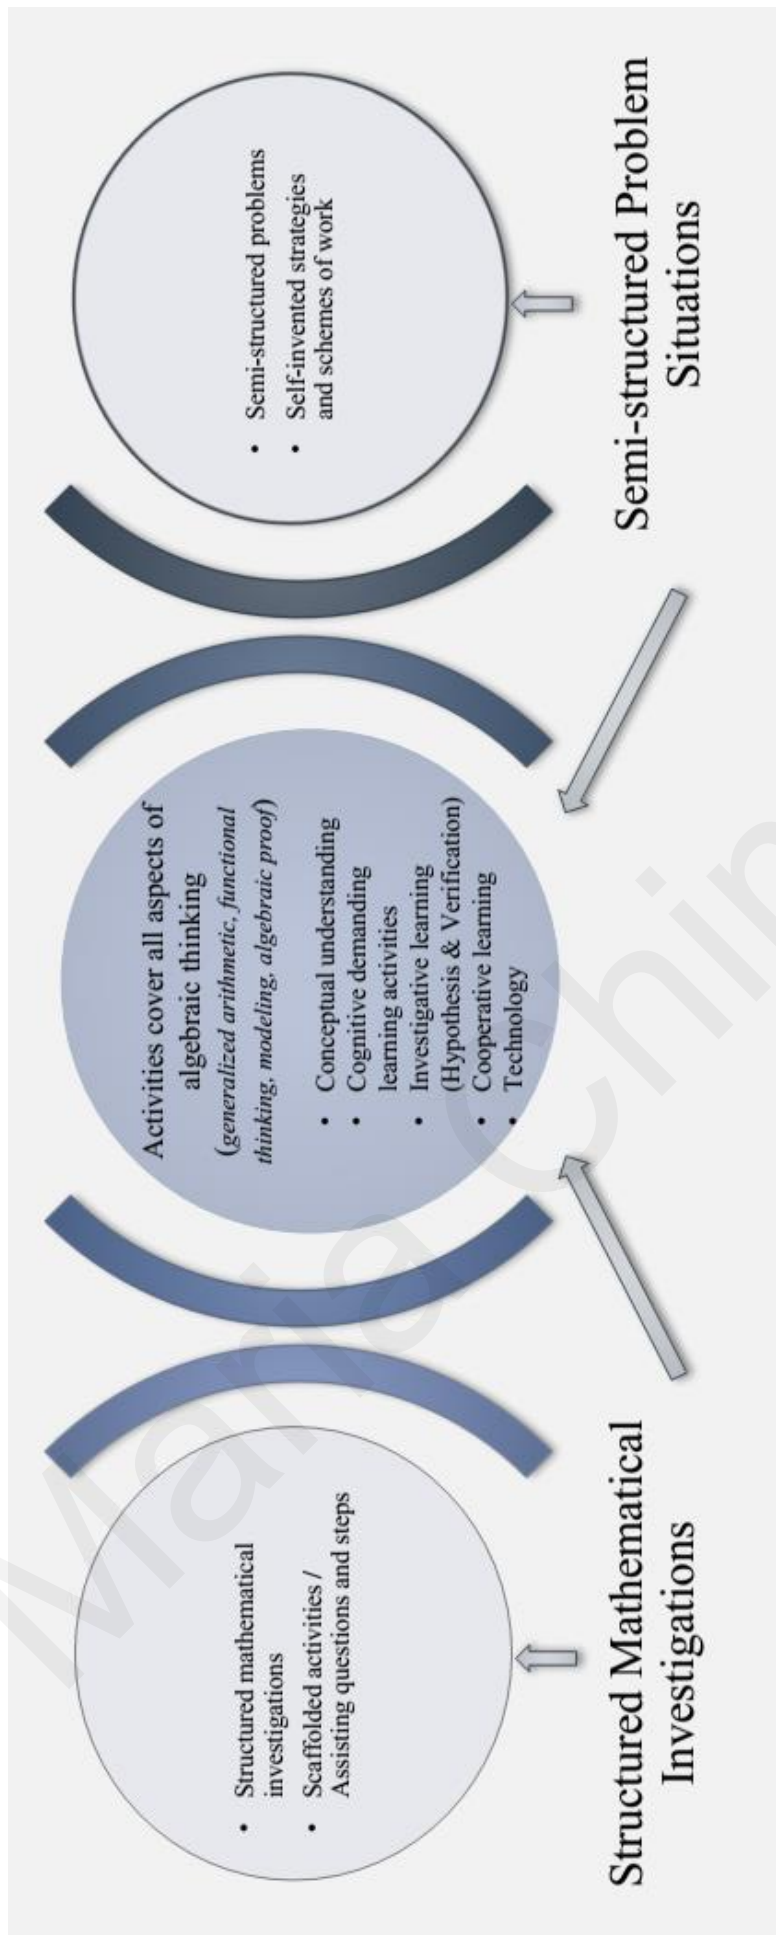 • Structured mathematical
investigations
• Scaffolded activities /
Assisting questions and steps
Structured Mathematical
Investigations
Activities cover all aspects of
algebraic thinking
(generalized arithmetic, functional
thinking, modeling, algebraic proof)
• Conceptual understanding
• Cognitive demanding
learning activities
• Investigative learning
(Hypothesis & Verification)
• Cooperative learning
• Technology
• Semi-structured problems
• Self-invented strategies
and schemes of work
Semi-structured Problem
Situations
Maria